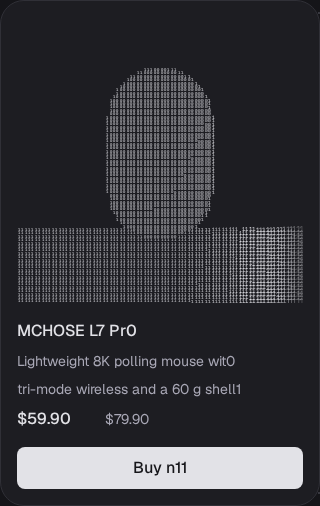 MCHOSE L7 Pr0
Lightweight 8K polling mouse wit0
tri-mode wireless and a 60 g shell1
$59.90 $79.90
Buy n11